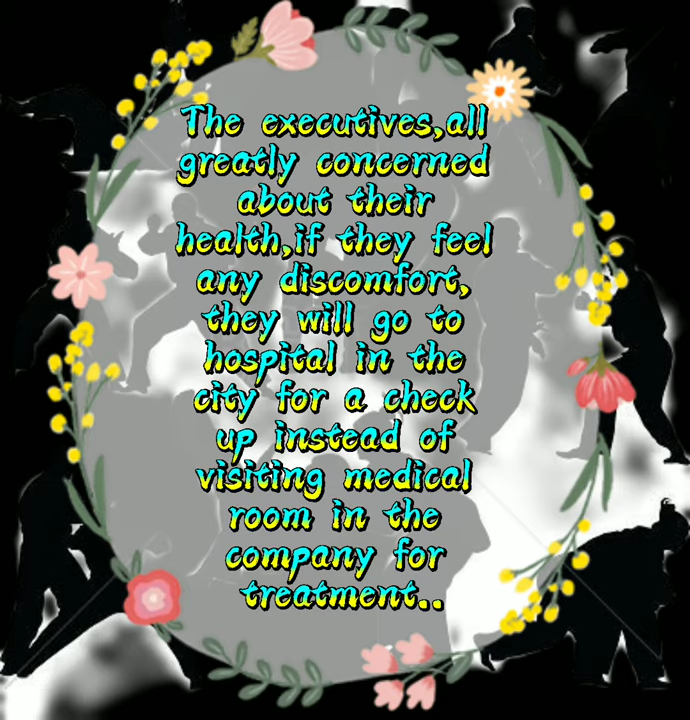 The executives,all
greatly concerned
about their
health,if they feel
any discomfort,
they will go to
hospital in the
city for a check
up instead of
visiting medical
room in the
company for
treatment..